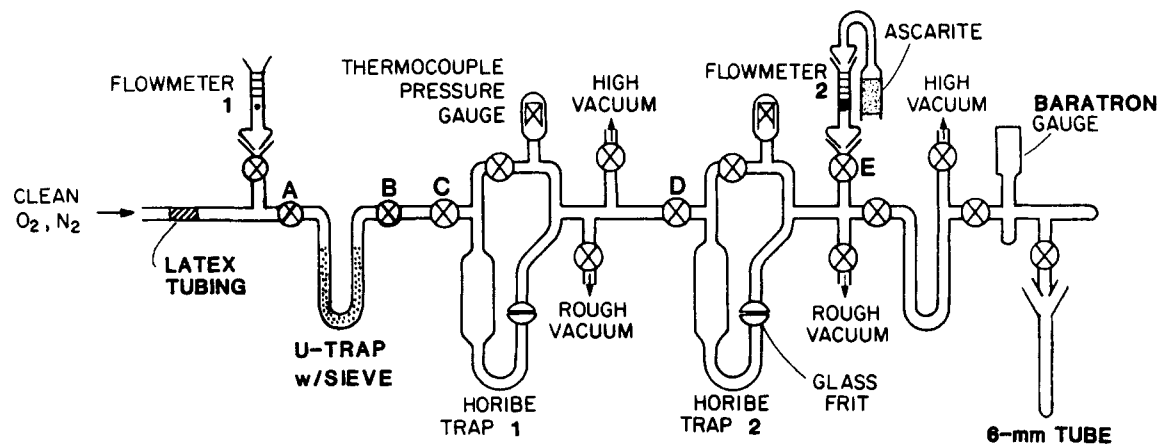 FLOWMETER
1
CLEAN
O2, N2
LATEX
TUBING
A
B
C
U-TRAP
w/SIEVE
THERMOCOUPLE
PRESSURE
GAUGE
HORIBE
TRAP 1
HIGH
VACUUM
ROUGH
VACUUM
D
HORIBE
TRAP 2
FLOWMETER
2
ASCARITE
E
GLASS
FRIT
ROUGH
VACUUM
HIGH
VACUUM
BARATRON
GAUGE
6-mm TUBE